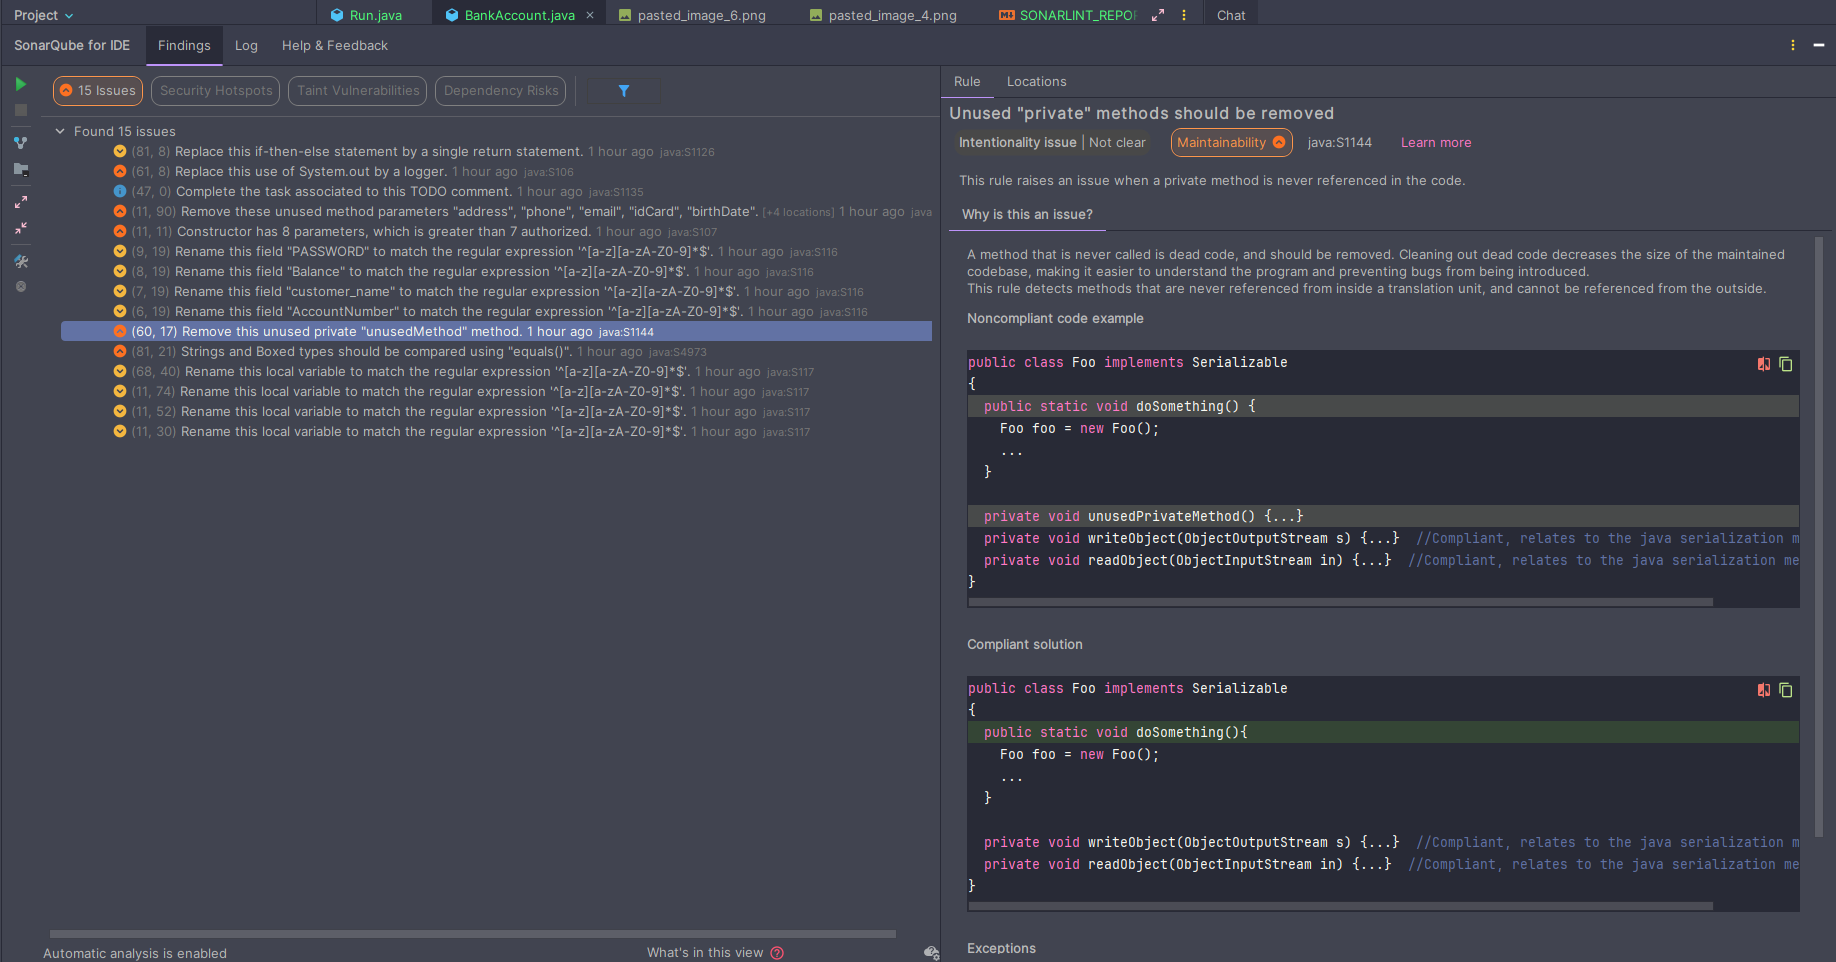 Project
Run.java
BankAccount.java
pasted_image_6.png
pasted_image_4.png
SONARLINT_REPO
Chat
SonarQube for IDE
Findings
Log
Help & Feedback
15 Issues
Security Hotspots
Taint Vulnerabilities
Dependency Risks
Found 15 issues
(81, 8) Replace this if-then-else statement by a single return statement. 1 hour ago java:S1126
(61, 8) Replace this use of System.out by a logger. 1 hour ago java:S106
(47, 0) Complete the task associated to this TODO comment. 1 hour ago java:S1135
(11, 90) Remove these unused method parameters "address", "phone", "email", "idCard", "birthDate". [+4 locations] 1 hour ago java
(11, 11) Constructor has 8 parameters, which is greater than 7 authorized. 1 hour ago java:S107
(9, 19) Rename this field "PASSWORD" to match the regular expression '^[a-z][a-zA-Z0-9]*$'. 1 hour ago java:S116
(8, 19) Rename this field "Balance" to match the regular expression '^[a-z][a-zA-Z0-9]*$'. 1 hour ago java:S116
(7, 19) Rename this field "customer_name" to match the regular expression '^[a-z][a-zA-Z0-9]*$'. 1 hour ago java:S116
(6, 19) Rename this field "AccountNumber" to match the regular expression '^[a-z][a-zA-Z0-9]*$'. 1 hour ago java:S116
(60, 17) Remove this unused private "unusedMethod" method. 1 hour ago java:S1144
(81, 21) Strings and Boxed types should be compared using "equals()". 1 hour ago java:S4973
(68, 40) Rename this local variable to match the regular expression '^[a-z][a-zA-Z0-9]*$'. 1 hour ago java:S117
(11, 74) Rename this local variable to match the regular expression '^[a-z][a-zA-Z0-9]*$'. 1 hour ago java:S117
(11, 52) Rename this local variable to match the regular expression '^[a-z][a-zA-Z0-9]*$'. 1 hour ago java:S117
(11, 30) Rename this local variable to match the regular expression '^[a-z][a-zA-Z0-9]*$'. 1 hour ago java:S117
Automatic analysis is enabled
What's in this view
Rule
Locations
Unused "private" methods should be removed
Intentionality issue | Not clear
Maintainability
java:S1144
Learn more
This rule raises an issue when a private method is never referenced in the code.
Why is this an issue?
A method that is never called is dead code, and should be removed. Cleaning out dead code decreases the size of the maintained
codebase, making it easier to understand the program and preventing bugs from being introduced.
This rule detects methods that are never referenced from inside a translation unit, and cannot be referenced from the outside.
Noncompliant code example
public class Foo implements Serializable
{
public static void doSomething() {
Foo foo = new Foo();
...
}
private void unusedPrivateMethod() {...}
private void writeObject(ObjectOutputStream s) {...} //Compliant, relates to the java serialization m
private void readObject(ObjectInputStream in) {...} //Compliant, relates to the java serialization me
}
Compliant solution
public class Foo implements Serializable
{
public static void doSomething(){
Foo foo = new Foo();
...
}
private void writeObject(ObjectOutputStream s) {...} //Compliant, relates to the java serialization m
private void readObject(ObjectInputStream in) {...} //Compliant, relates to the java serialization me
}
Exceptions